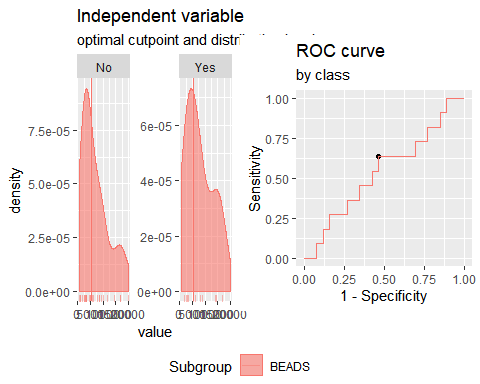 Independent variable
optimal cutpoint and
No
Yes
density
7.5e-05
5.0e-05
2.5e-05
0.0e+00
6e-05
4e-05
2e-05
0e+00
value
ROC curve
by class
Sensitivity
1.00
0.75
0.50
0.25
0.00
0.00 0.25 0.50 0.75 1.00
1 - Specificity
Subgroup BEADS